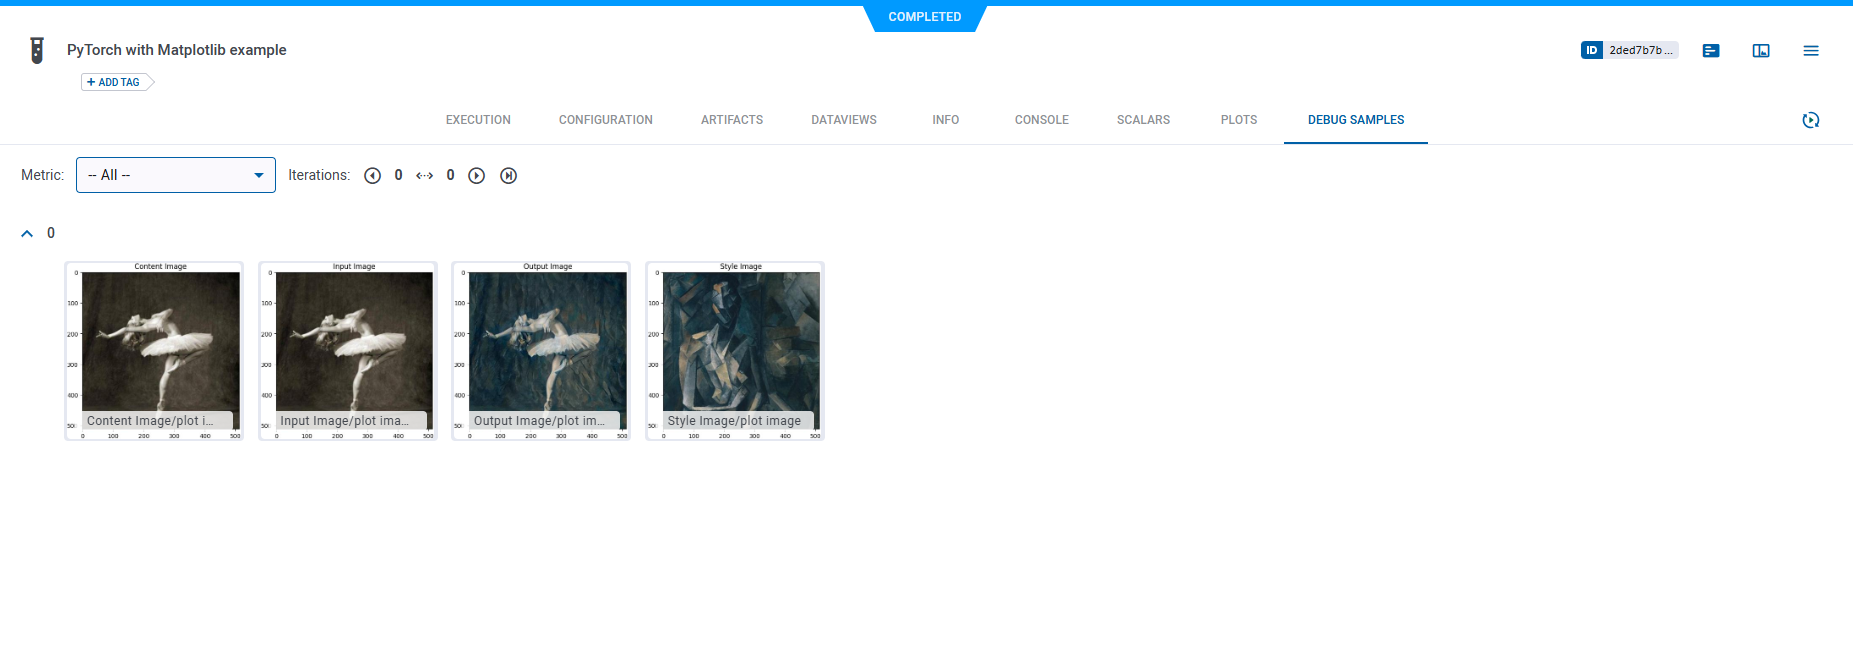 COMPLETED
PyTorch with Matplotlib example
ID 2ded7b7b...
+ ADD TAG
EXECUTION CONFIGURATION ARTIFACTS DATAVIEWS INFO CONSOLE SCALARS PLOTS DEBUG SAMPLES
Metric: -- All -- Iterations: 0 0
0
Content Image
0
100
200
300
400
50
Content Image/plot i...
0 100 200 300 400 500
Input Image
0
100
200
300
400
50
Input Image/plot ima...
0 100 200 300 400 500
Output Image
0
100
200
300
400
50
Output Image/plot im...
0 100 200 300 400 500
Style Image
0
100
200
300
400
50
Style Image/plot image
0 100 200 300 400 500